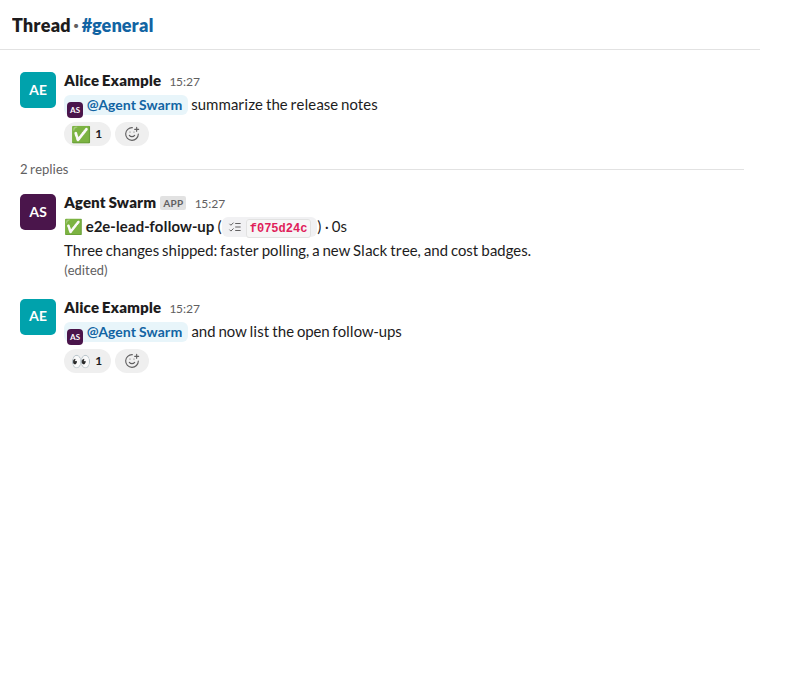 Thread · #general
AE
Alice Example 15:27
AS @Agent Swarm summarize the release notes
✅ 1
2 replies
AS
Agent Swarm APP 15:27
✅ e2e-lead-follow-up ( f075d24c ) · 0s
Three changes shipped: faster polling, a new Slack tree, and cost badges.
(edited)
AE
Alice Example 15:27
AS @Agent Swarm and now list the open follow-ups
👀 1